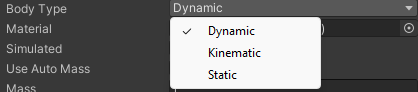 Body Type Dynamic
Material )
✓ Dynamic
Simulated
Kinematic
Use Auto Mass
Static
Mass